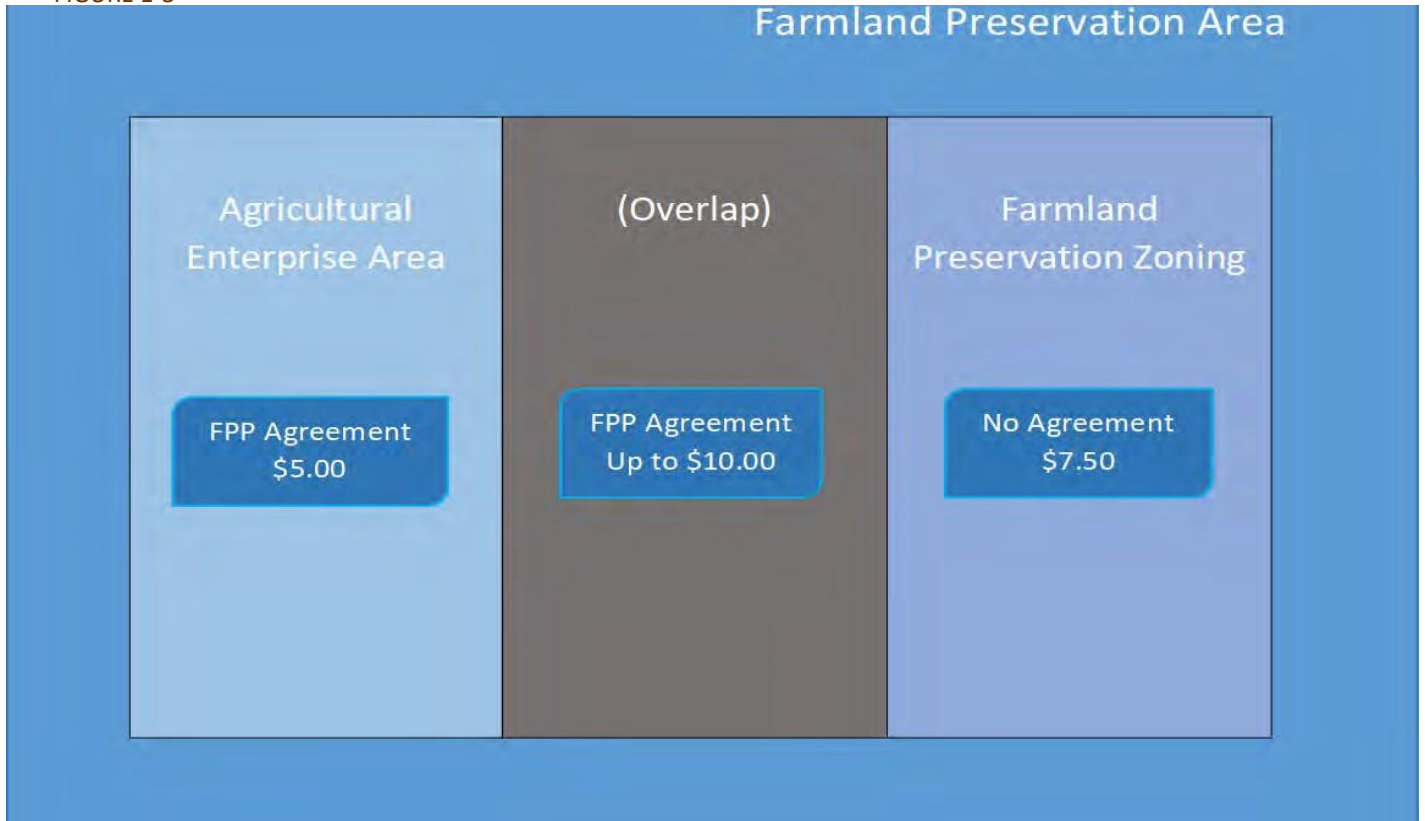 Farmland Preservation Area
Agricultural
Enterprise Area
FPP Agreement
$5.00
(Overlap)
FPP Agreement
Up to $10.00
Farmland
Preservation Zoning
No Agreement
$7.50